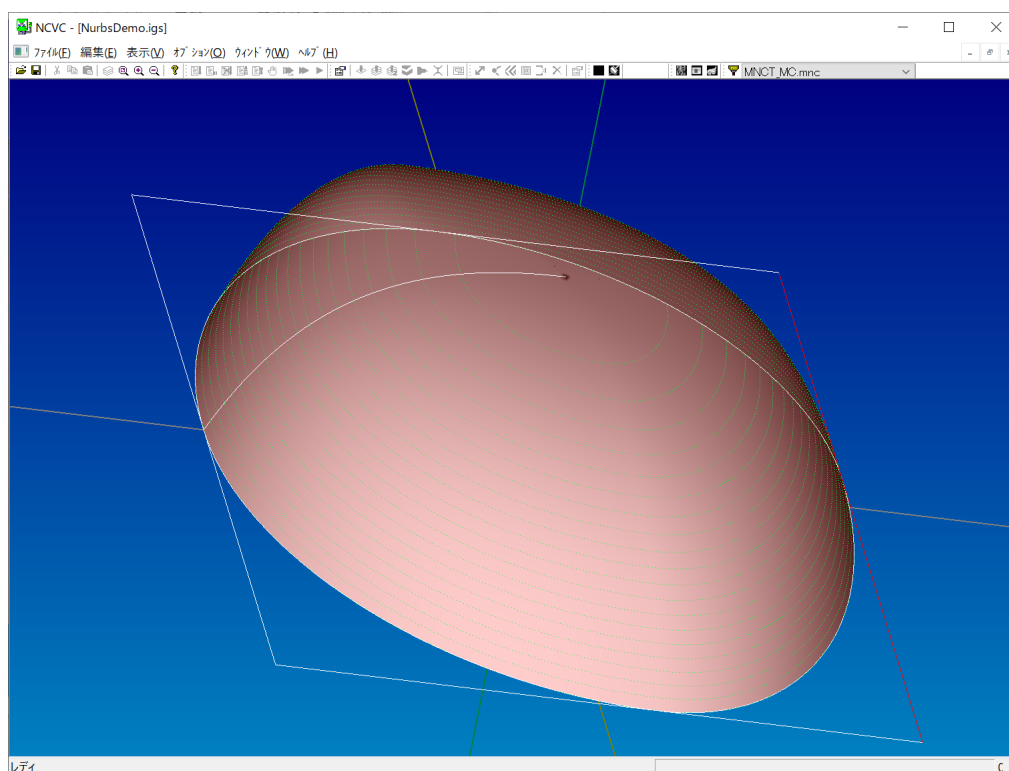 NCVC - [NurbsDemo.igs]
ファイル(F) 編集(E) 表示(V) オプション(O) ウィンドウ(W) ヘルプ(H)
MNCT_MC.mnc
レディ
C